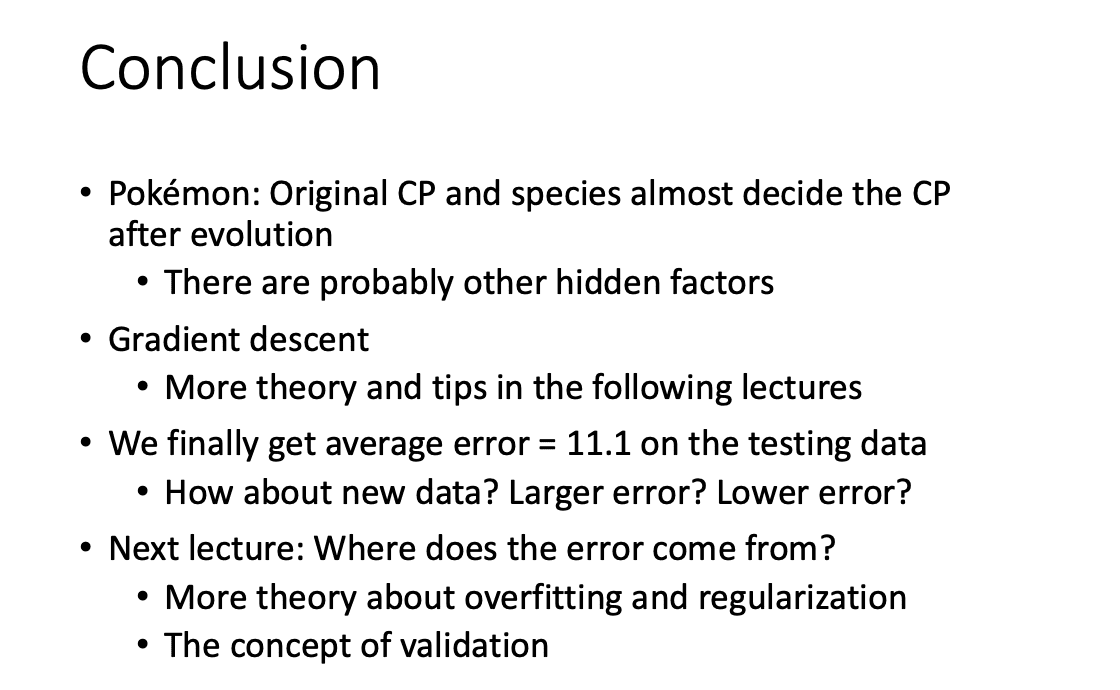 Conclusion
• Pokémon: Original CP and species almost decide the CP
after evolution
• There are probably other hidden factors
• Gradient descent
• More theory and tips in the following lectures
• We finally get average error = 11.1 on the testing data
• How about new data? Larger error? Lower error?
• Next lecture: Where does the error come from?
• More theory about overfitting and regularization
• The concept of validation